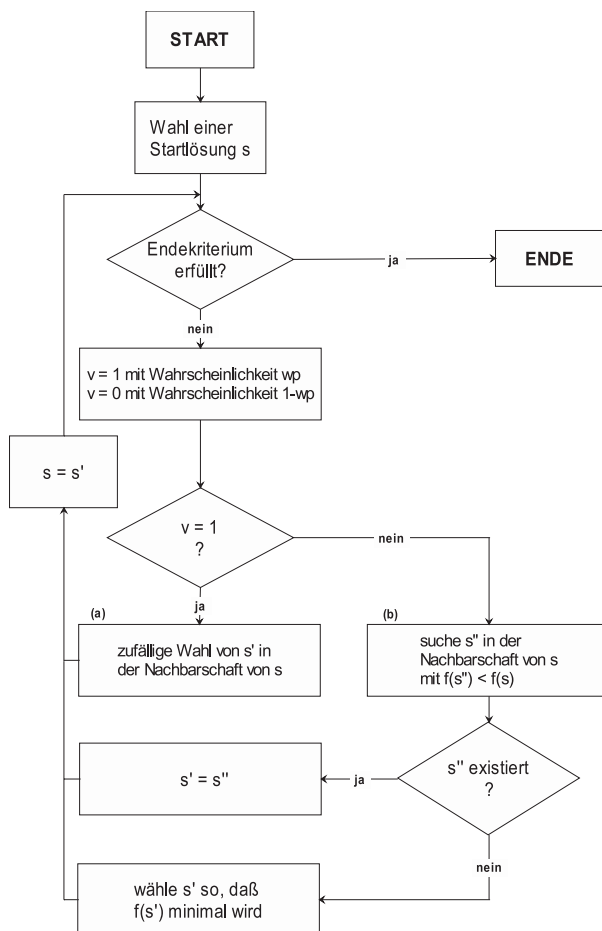 START
Wahl einer
Startlösung s
Endekriterium
erfüllt?
ja
ENDE
nein
v = 1 mit Wahrscheinlichkeit wp
v = 0 mit Wahrscheinlichkeit 1-wp
s = s'
v = 1
?
nein
ja
(a)
zufällige Wahl von s' in
der Nachbarschaft von s
(b)
suche s'' in der
Nachbarschaft von s
mit f(s'') < f(s)
s'' existiert
?
ja
s' = s''
nein
wähle s' so, daß
f(s') minimal wird